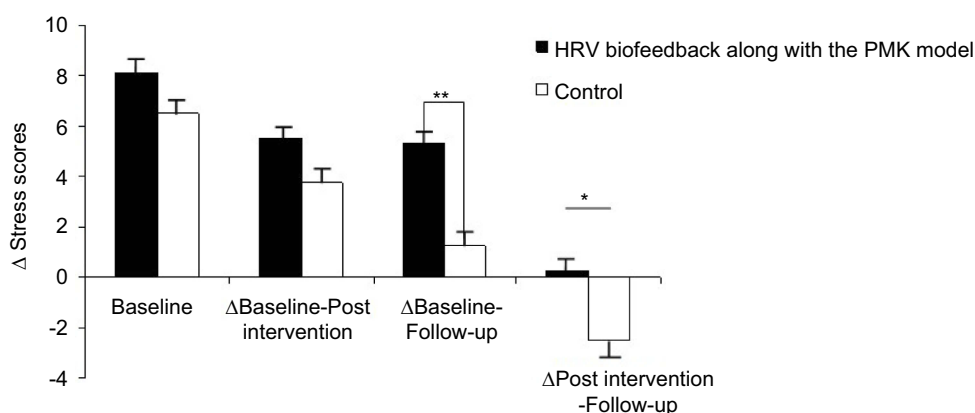 10
8
6
4
2
0
-2
-4
Δ Stress scores
HRV biofeedback along with the PMK model
Control
**
*
Baseline
ΔBaseline-Post
intervention
ΔBaseline-
Follow-up
ΔPost intervention
-Follow-up